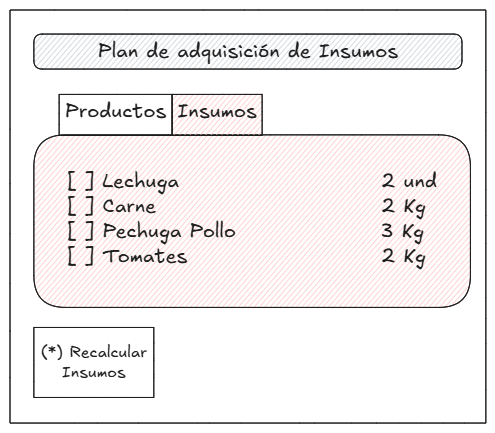 Plan de adquisición de Insumos
Productos Insumos
[ ] Lechuga 2 und
[ ] Carne 2 Kg
[ ] Pechuga Pollo 3 Kg
[ ] Tomates 2 Kg
(*) Recalcular
Insumos